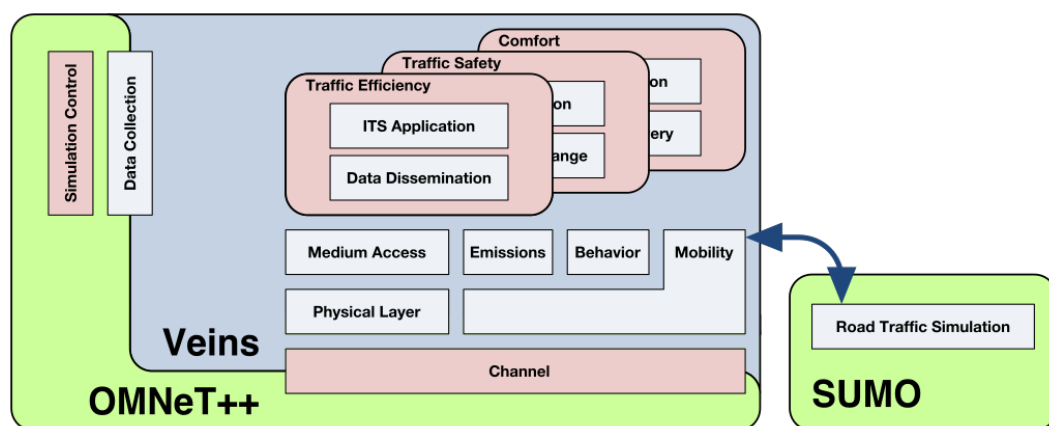 Simulation Control
Data Collection
Comfort
Traffic Safety
Traffic Efficiency
ITS Application
Data Dissemination
on
ange
on
ery
Medium Access
Emissions
Behavior
Mobility
Physical Layer
Channel
Veins
OMNeT++
Road Traffic Simulation
SUMO